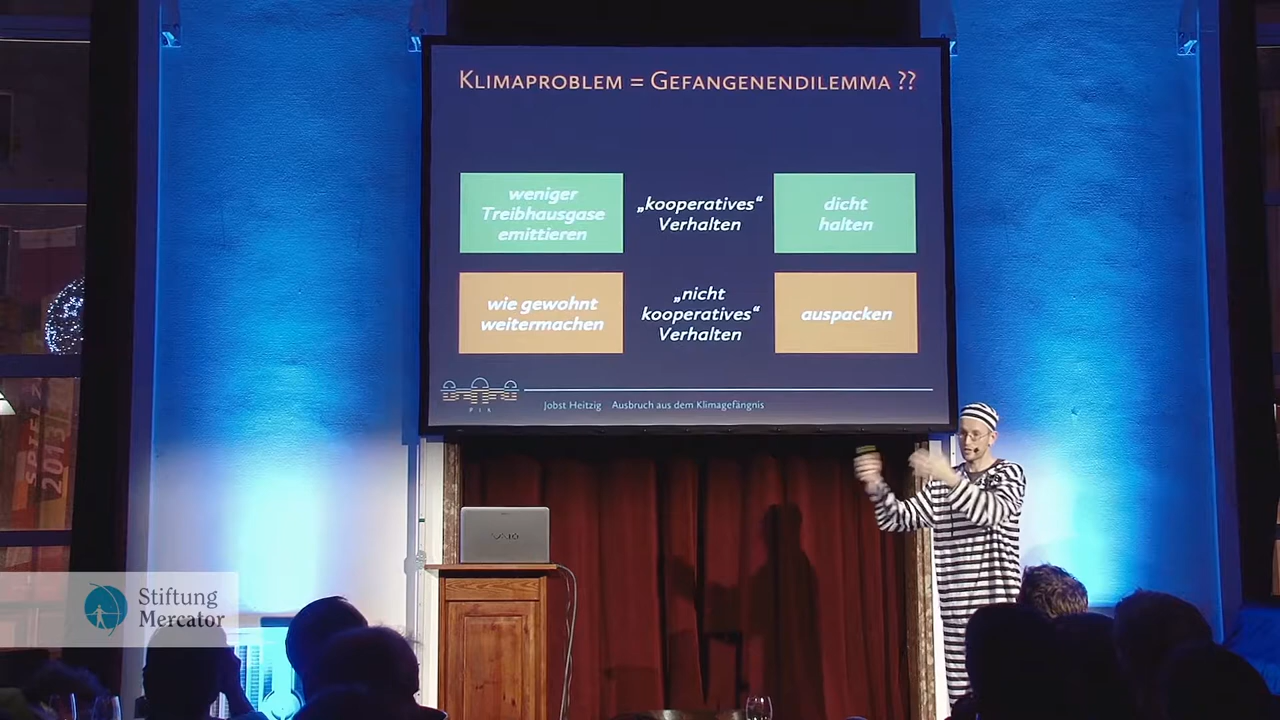 KLIMAPROBLEM = GEFANGENENDILEMMA ??
weniger
Treibhausgase
emittieren
„kooperatives“
Verhalten
dicht
halten
wie gewohnt
weitermachen
„nicht
kooperatives“
Verhalten
auspacken
PIK
Jobst Heitzig Ausbruch aus dem Klimagefängnis
VAIO
Stiftung
Mercator